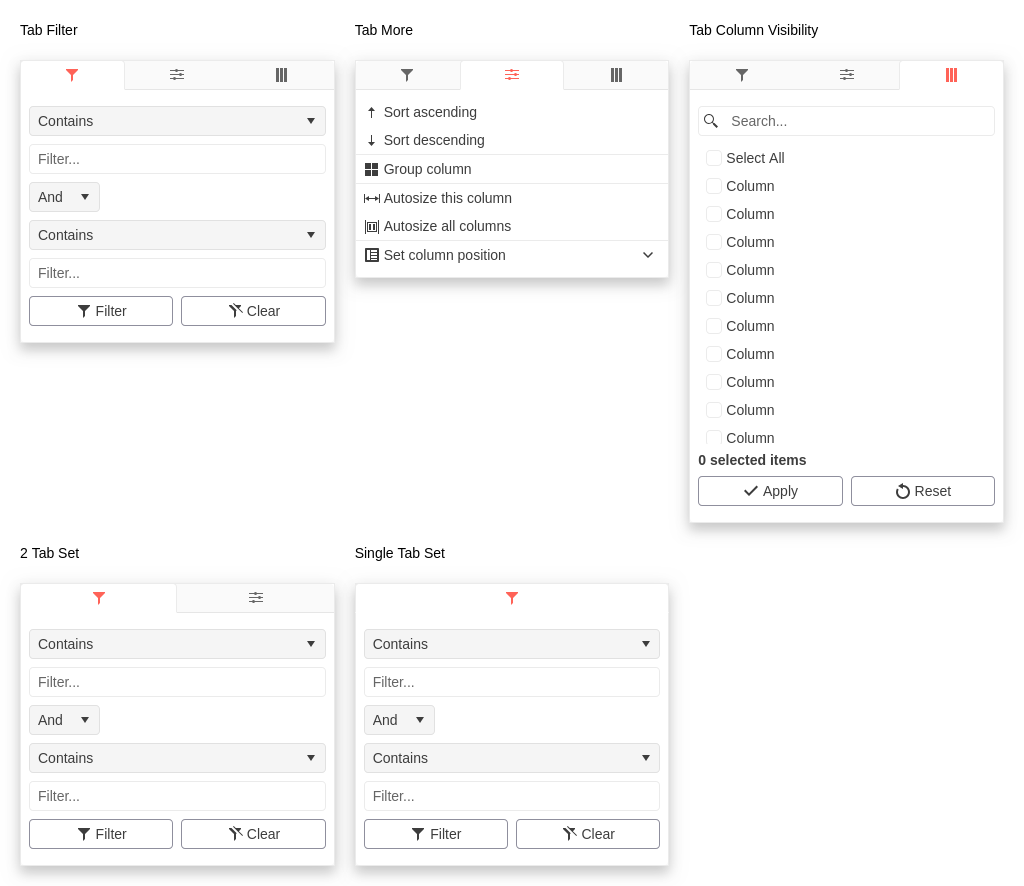 Tab Filter
Contains
Filter...
And
Contains
Filter...
Filter
Clear
Tab More
Sort ascending
Sort descending
Group column
Autosize this column
Autosize all columns
Set column position
Tab Column Visibility
Search...
Select All
Column
Column
Column
Column
Column
Column
Column
Column
Column
Column
0 selected items
Apply
Reset
2 Tab Set
Contains
Filter...
And
Contains
Filter...
Filter
Clear
Single Tab Set
Contains
Filter...
And
Contains
Filter...
Filter
Clear